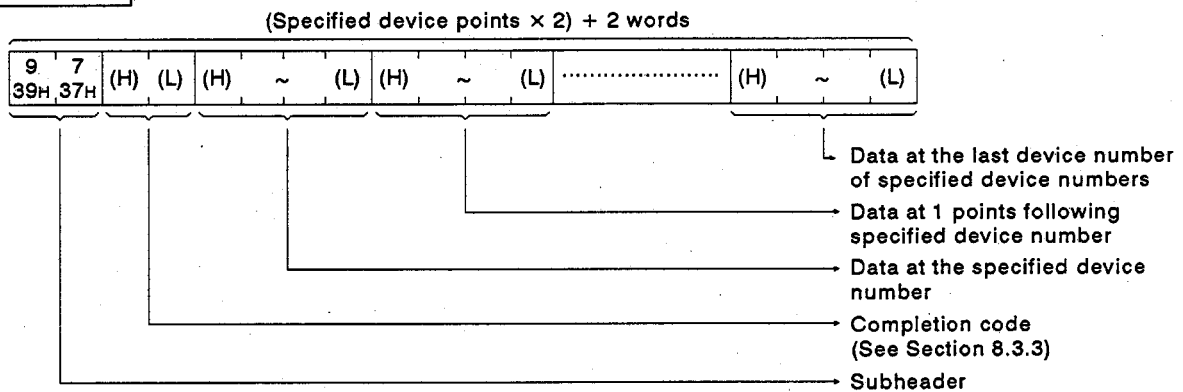 (Specified device points × 2) + 2 words
9 7 (H) (L) (H) ~ (L) (H) ~ (L) (H) ~ (L)
39H 37H
Data at the last device number
of specified device numbers
Data at 1 points following
specified device number
Data at the specified device
number
Completion code
(See Section 8.3.3)
Subheader